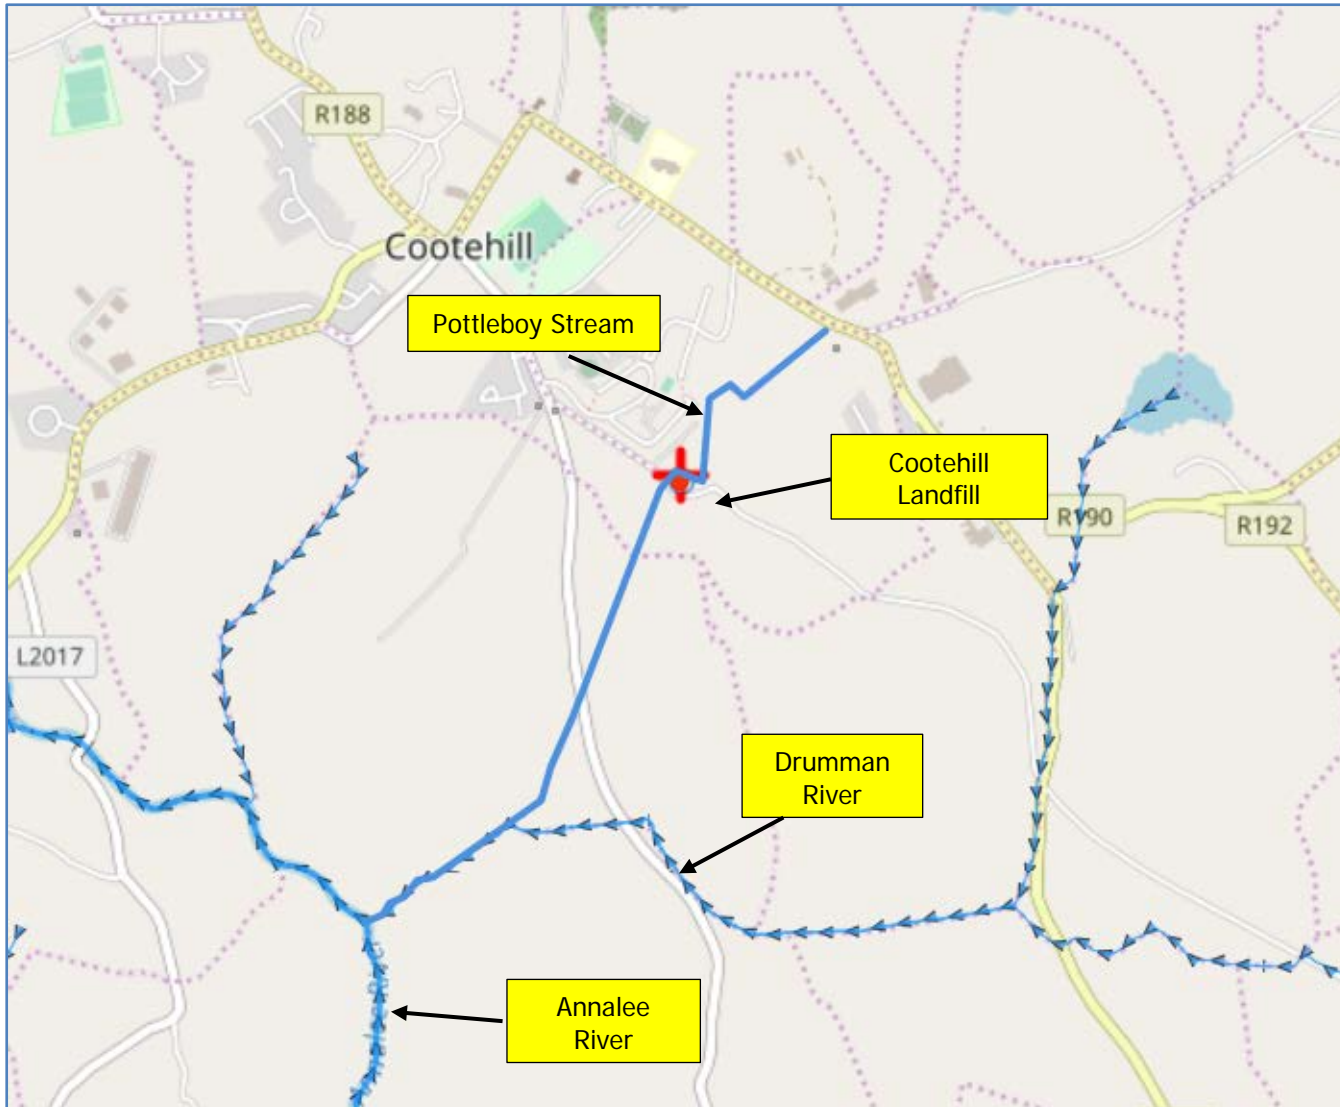 R188
Cootehill
Pottleboy Stream
Cootehill
Landfill
R190
R192
L2017
Drumman
River
Annalee
River